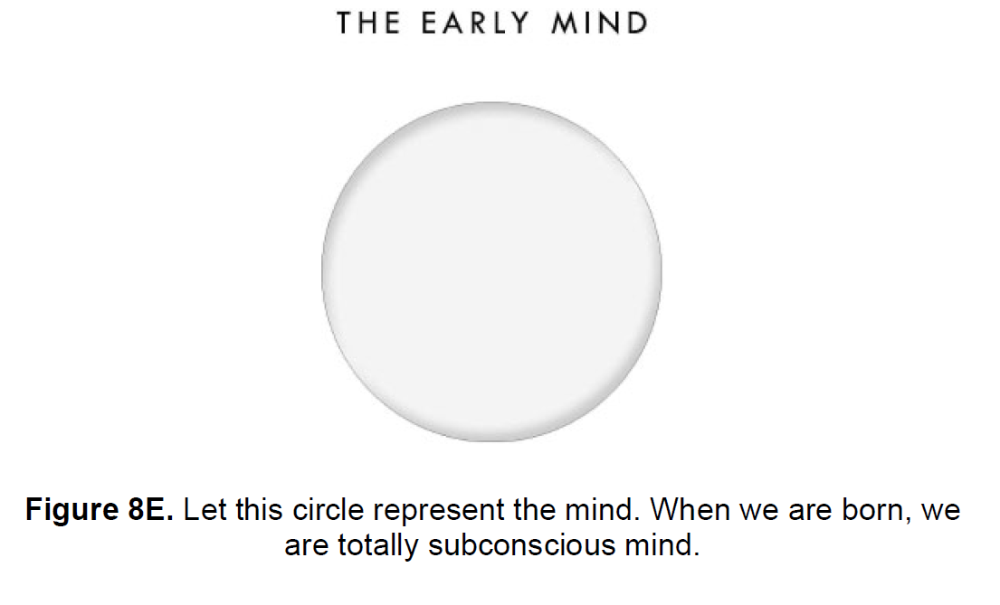 THE EARLY MIND
Figure 8E. Let this circle represent the mind. When we are born, we
are totally subconscious mind.